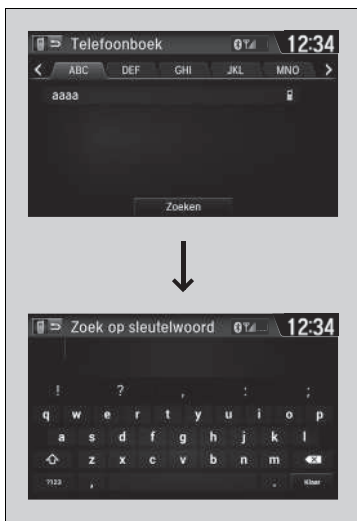 Telefoonboek 12:34
ABC DEF GHI JKL MNO
aaaa
Zoeken
Zoek op sleutelwoord 12:34
! ? , : ;
q w e r t y u i o p
a s d f g h j k l
z x c v b n m
?123 , . Klaar